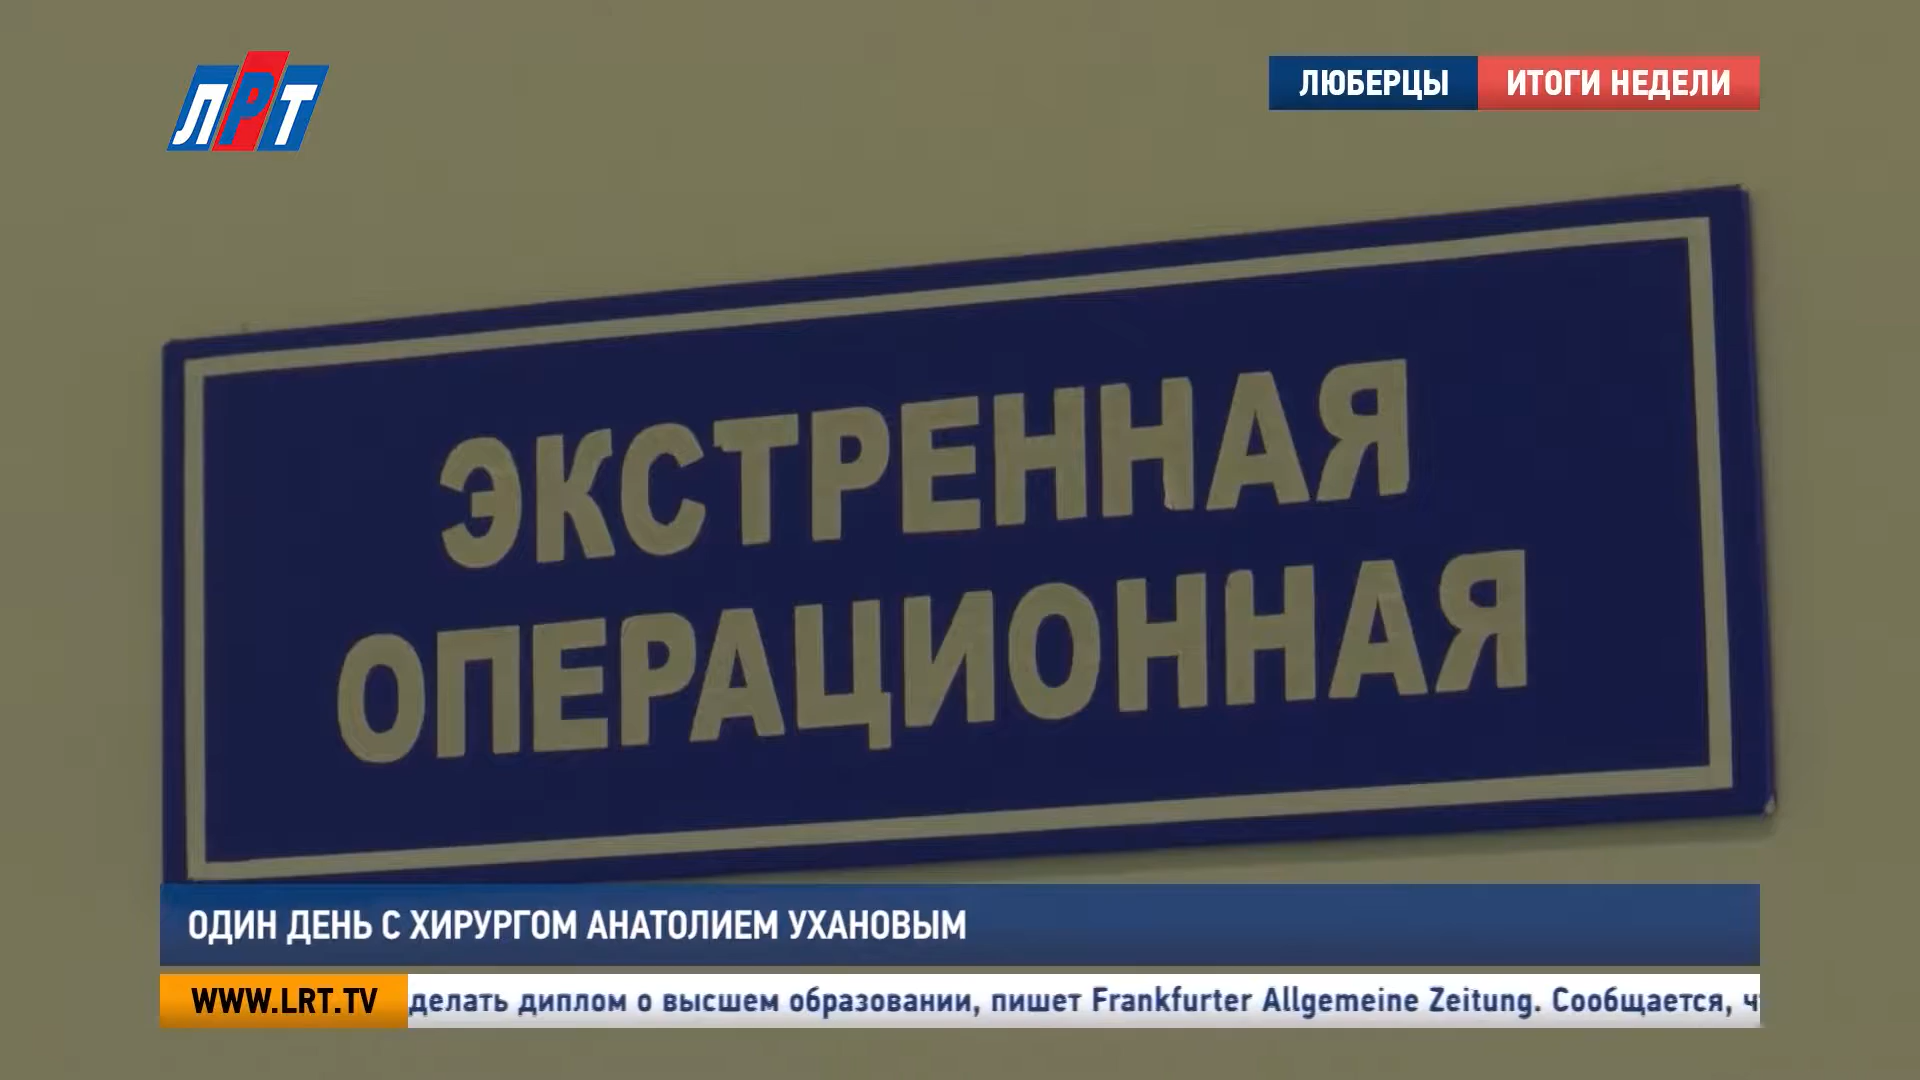 ЛРТ
ЛЮБЕРЦЫ ИТОГИ НЕДЕЛИ
ЭКСТРЕННАЯ
ОПЕРАЦИОННАЯ
ОДИН ДЕНЬ С ХИРУРГОМ АНАТОЛИЕМ УХАНОВЫМ
WWW.LRT.TV делать диплом о высшем образовании, пишет Frankfurter Allgemeine Zeitung. Сообщается,